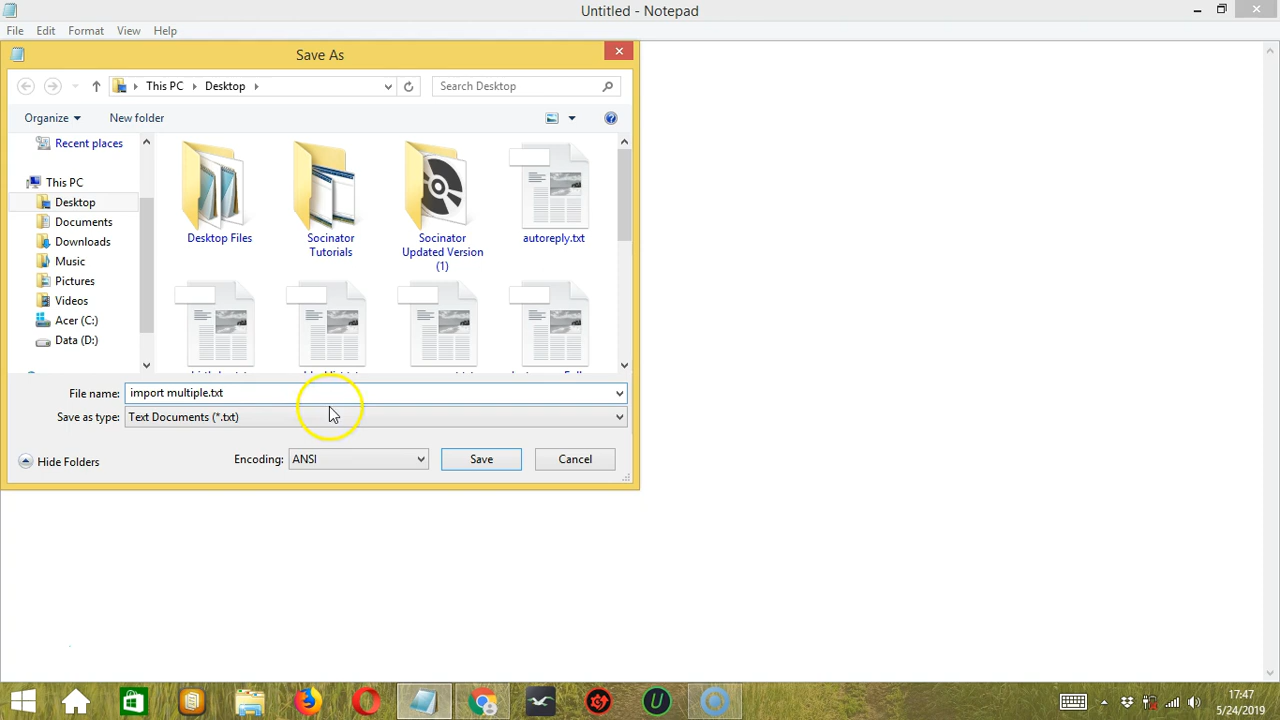 Untitled - Notepad
File Edit Format View Help
Save As
This PC Desktop
Search Desktop
Organize New folder
Recent places
This PC
Desktop
Documents
Downloads
Music
Pictures
Videos
Acer (C:)
Data (D:)
Desktop Files
Socinator
Tutorials
Socinator
Updated Version
(1)
autoreply.txt
File name: import multiple.txt
Save as type: Text Documents (*.txt)
Hide Folders
Encoding: ANSI
Save
Cancel
17:47
5/24/2019